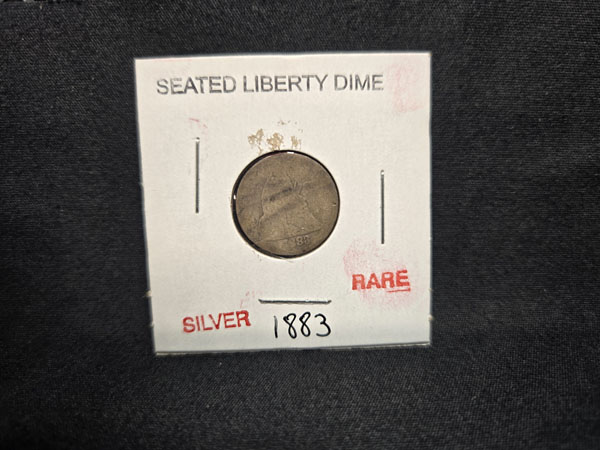 SEATED LIBERTY DIME
RARE
SILVER
1883